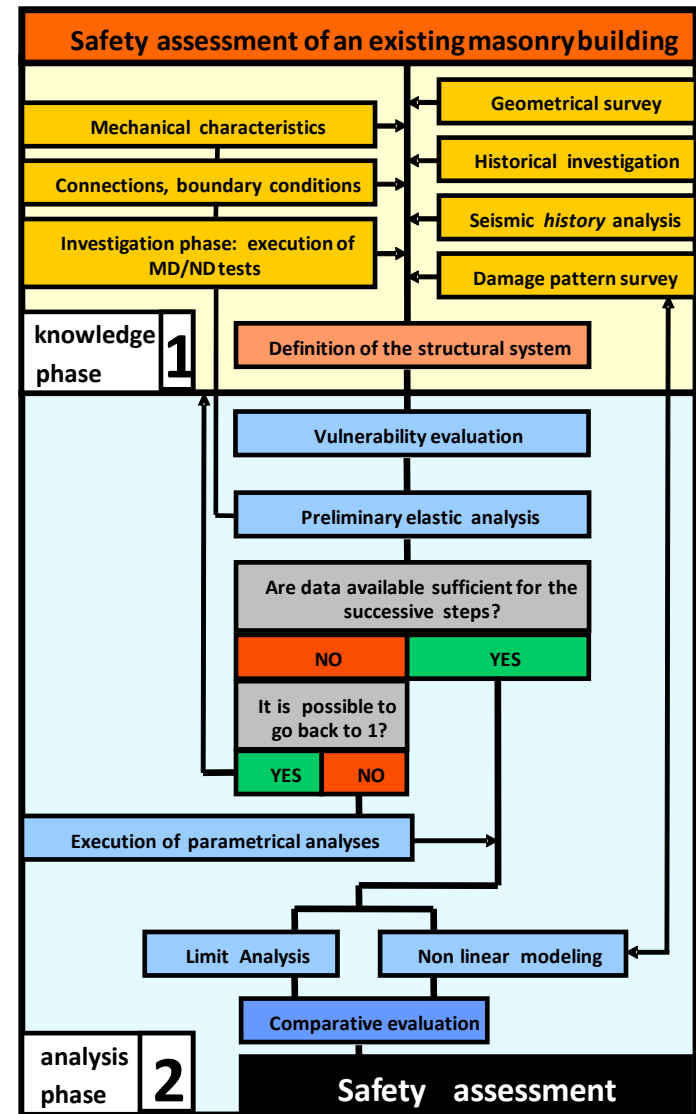 Safety assessment of an existing masonry building
Geometrical survey
Mechanical characteristics
Historical investigation
Connections, boundary conditions
Seismic history analysis
Investigation phase: execution of
MD/ND tests
Damage pattern survey
knowledge
phase
1
Definition of the structural system
Vulnerability evaluation
Preliminary elastic analysis
Are data available sufficient for the
successive steps?
NO
YES
It is possible to
go back to 1?
YES
NO
Execution of parametrical analyses
Limit Analysis
Non linear modeling
Comparative evaluation
analysis
phase
2
Safety assessment